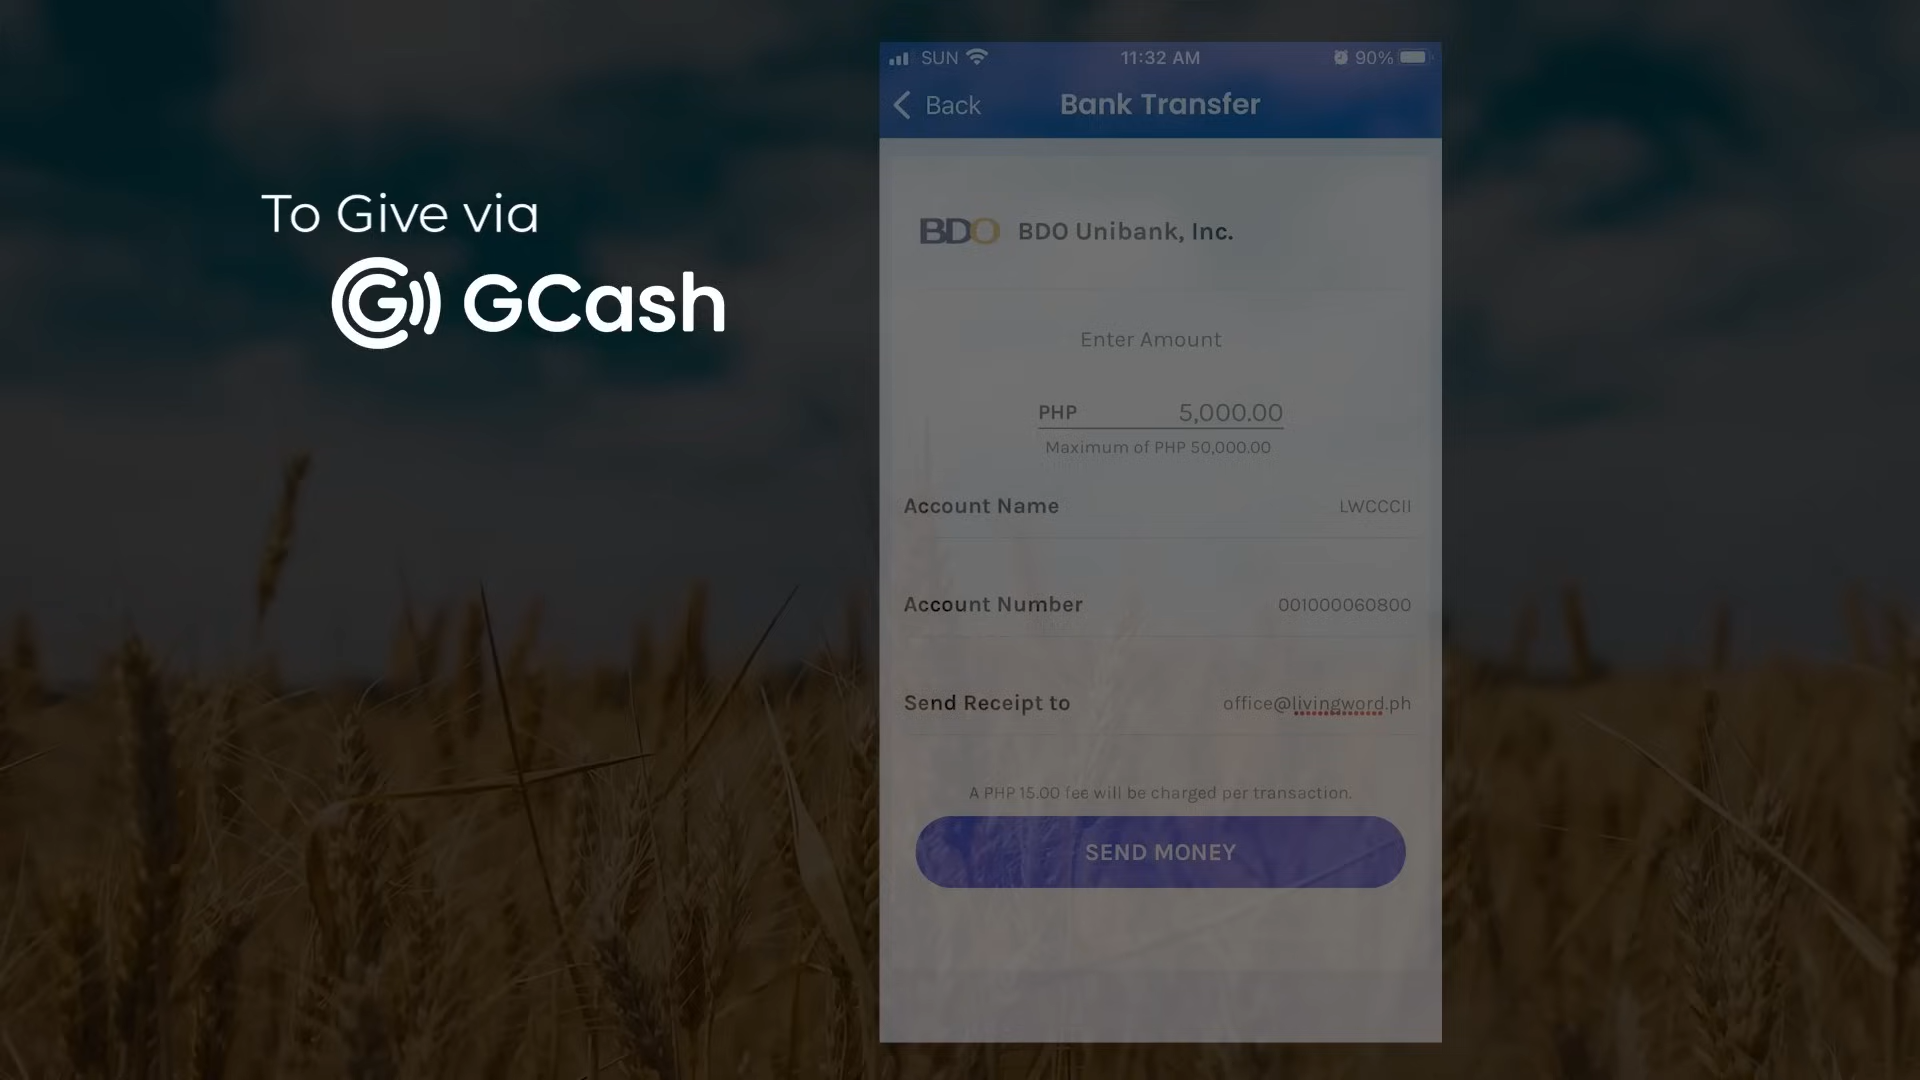 To Give via
GCash
SUN 11:32 AM 90%
Back Bank Transfer
BDO BDO Unibank, Inc.
Enter Amount
PHP 5,000.00
Maximum of PHP 50,000.00
Account Name LWCCCII
Account Number 001000060800
Send Receipt to office@livingword.ph
A PHP 15.00 fee will be charged per transaction.
SEND MONEY